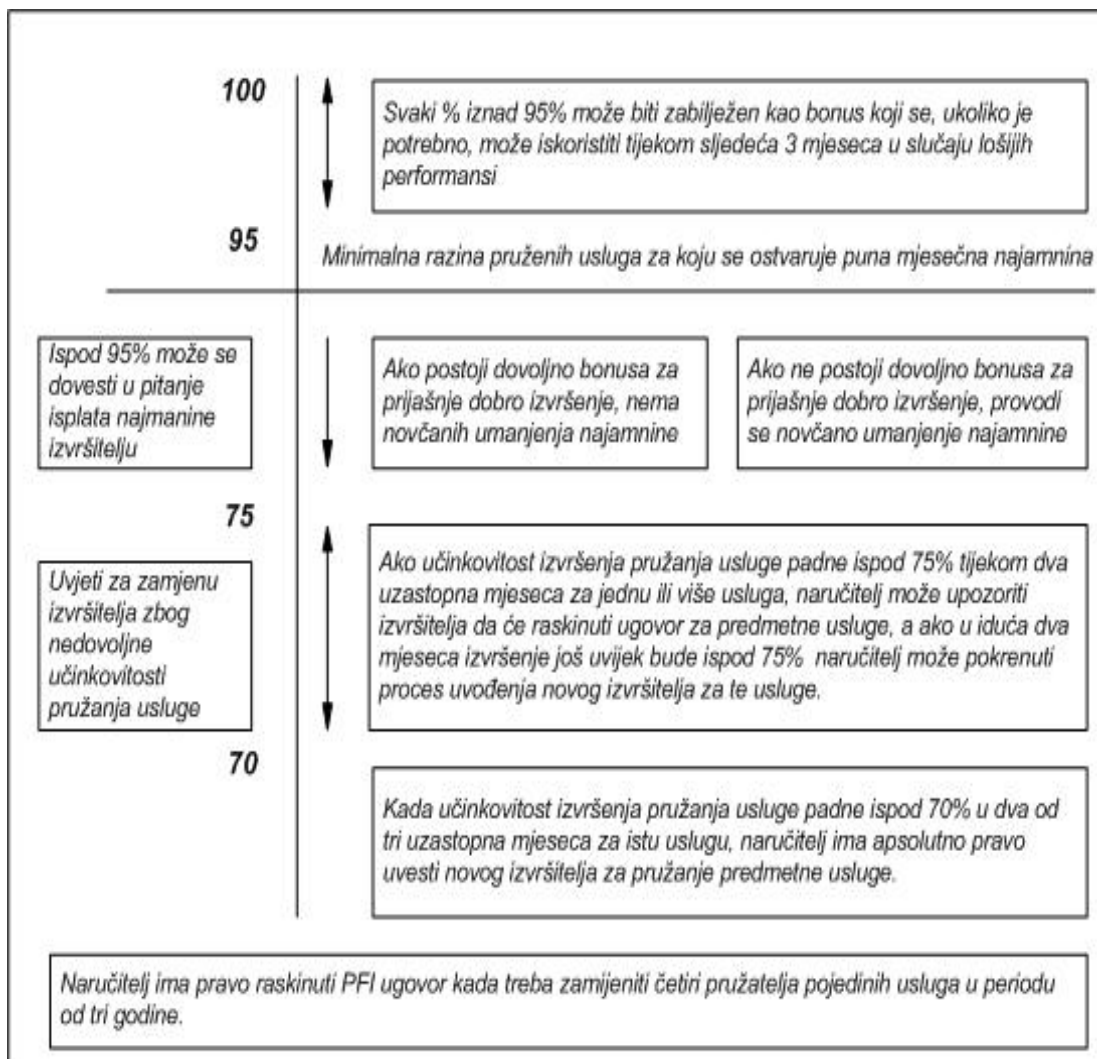 100
Svaki % iznad 95% može biti zabilježen kao bonus koji se, ukoliko je
potrebno, može iskoristiti tijekom sljedeća 3 mjeseca u slučaju lošijih
performansi
95
Minimalna razina pruženih usluga za koju se ostvaruje puna mjesečna najamnina
Ispod 95% može se
dovesti u pitanje
isplata najmanine
izvršitelju
Ako postoji dovoljno bonusa za
prijašnje dobro izvršenje, nema
novčanih umanjenja najamnine
Ako ne postoji dovoljno bonusa za
prijašnje dobro izvršenje, provodi
se novčano umanjenje najamnine
75
Uvjeti za zamjenu
izvršitelja zbog
nedovoljne
učinkovitosti
pružanja usluge
Ako učinkovitost izvršenja pružanja usluge padne ispod 75% tijekom dva
uzastopna mjeseca za jednu ili više usluga, naručitelj može upozoriti
izvršitelja da će raskinuti ugovor za predmetne usluge, a ako u iduća dva
mjeseca izvršenje još uvijek bude ispod 75% naručitelj može pokrenuti
proces uvođenja novog izvršitelja za te usluge.
70
Kada učinkovitost izvršenja pružanja usluge padne ispod 70% u dva od
tri uzastopna mjeseca za istu uslugu, naručitelj ima apsolutno pravo
uvesti novog izvršitelja za pružanje predmetne usluge.
Naručitelj ima pravo raskinuti PFI ugovor kada treba zamijeniti četiri pružatelja pojedinih usluga u periodu
od tri godine.